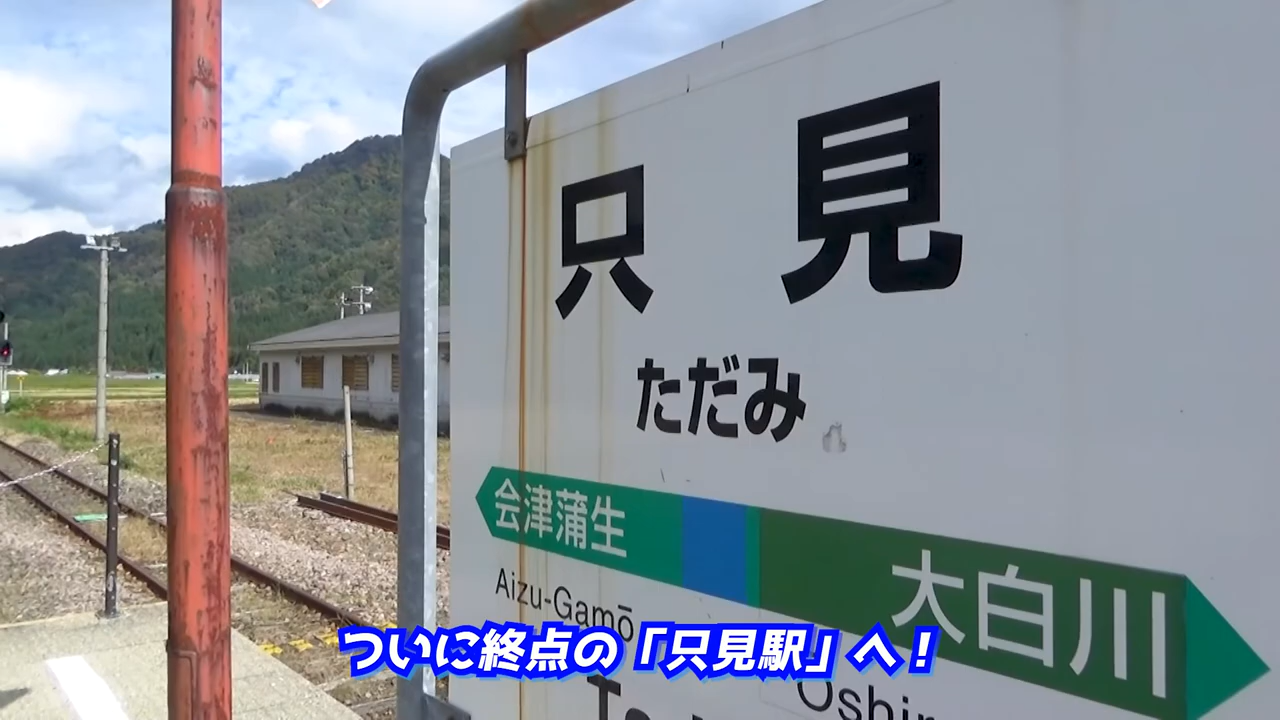 只見
ただみ
会津蒲生
大白川
Aizu-Gamō
ついに終点の「只見駅」へ！